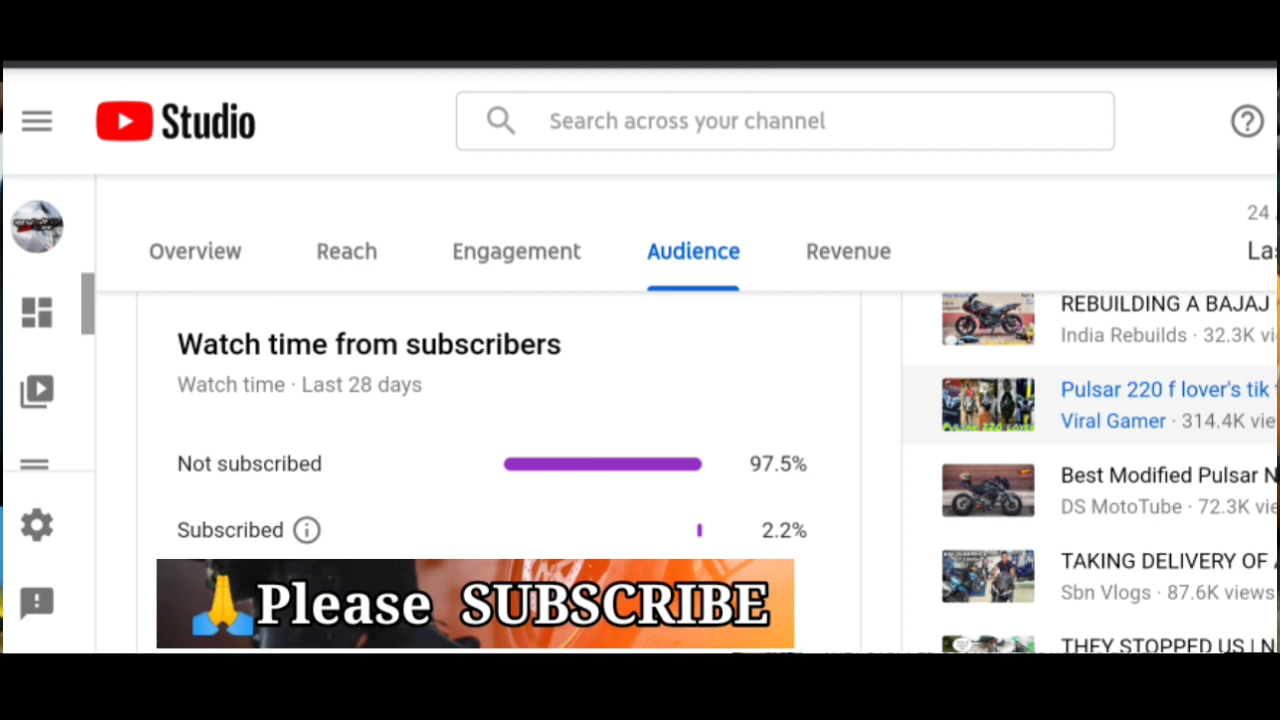 Studio
Search across your channel
24
Overview Reach Engagement Audience Revenue
Watch time from subscribers
Watch time · Last 28 days
Not subscribed 97.5%
Subscribed 2.2%
🙏Please SUBSCRIBE
REBUILDING A BAJAJ
India Rebuilds · 32.3K
Pulsar 220 f lover's tik
Viral Gamer · 314.4K
Best Modified Pulsar N
DS MotoTube · 72.3K
TAKING DELIVERY OF
Sbn Vlogs · 87.6K views
THEY STOPPED US | N